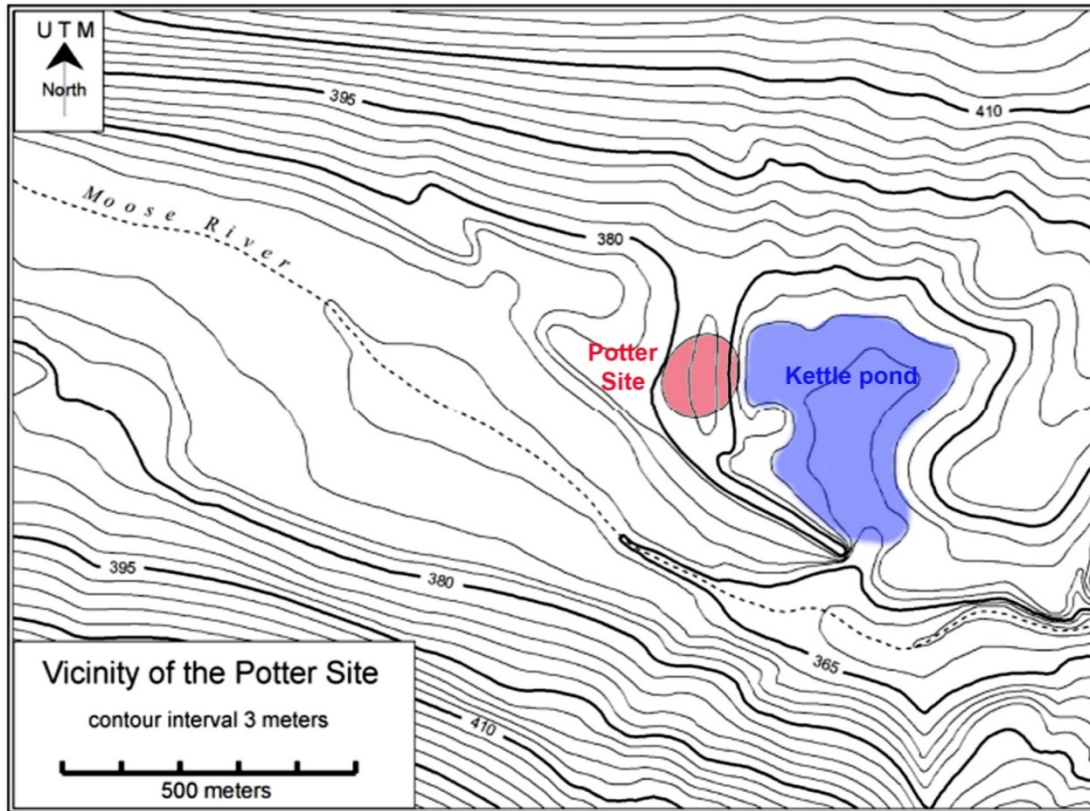 U T M
North
395
410
Moose River
380
Potter
Site
Kettle pond
395
380
365
410
Vicinity of the Potter Site
contour interval 3 meters
500 meters